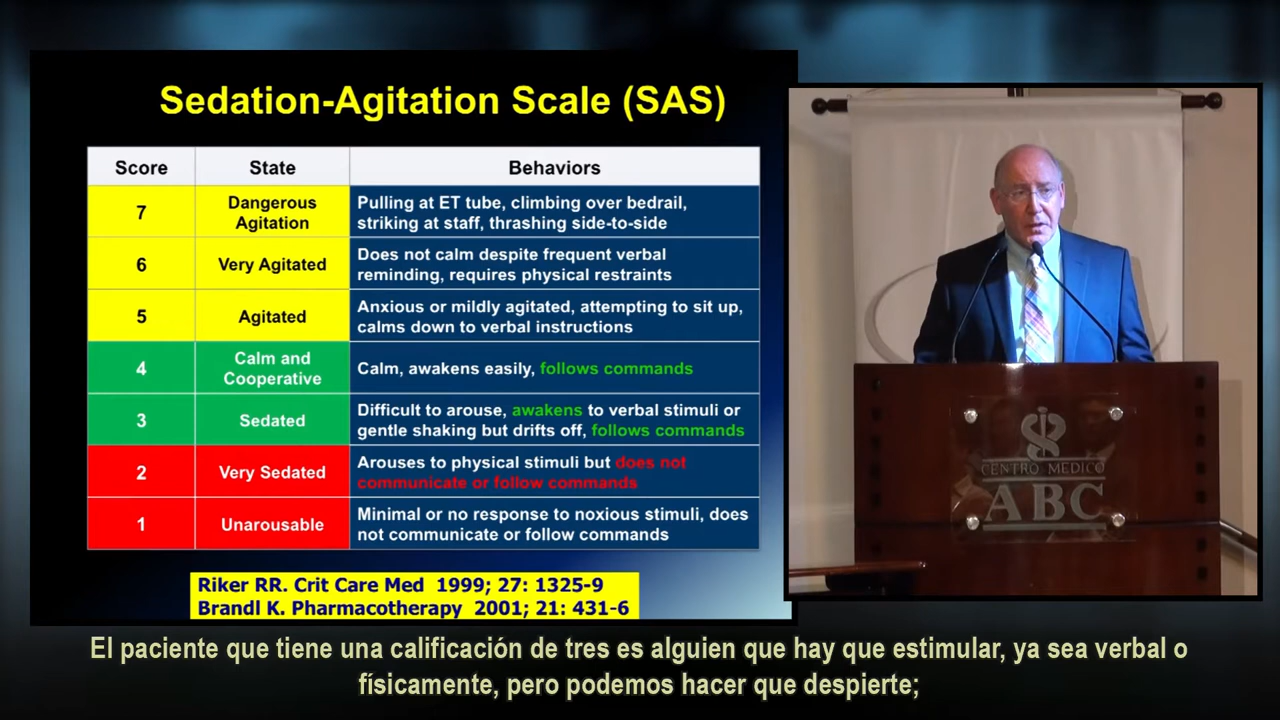 Sedation-Agitation Scale (SAS)
Score State Behaviors
7 Dangerous Agitation Pulling at ET tube, climbing over bedrail,
striking at staff, thrashing side-to-side
6 Very Agitated Does not calm despite frequent verbal
reminding, requires physical restraints
5 Agitated Anxious or mildly agitated, attempting to sit up,
calms down to verbal instructions
4 Calm and Cooperative Calm, awakens easily, follows commands
3 Sedated Difficult to arouse, awakens to verbal stimuli or
gentle shaking but drifts off, follows commands
2 Very Sedated Arouses to physical stimuli but does not
communicate or follow commands
1 Unarousable Minimal or no response to noxious stimuli, does
not communicate or follow commands
Riker RR. Crit Care Med 1999; 27: 1325-9
Brandl K. Pharmacotherapy 2001; 21: 431-6
CENTRO MEDICO
ABC
El paciente que tiene una calificación de tres es alguien que hay que estimular, ya sea verbal o
físicamente, pero podemos hacer que despierte;